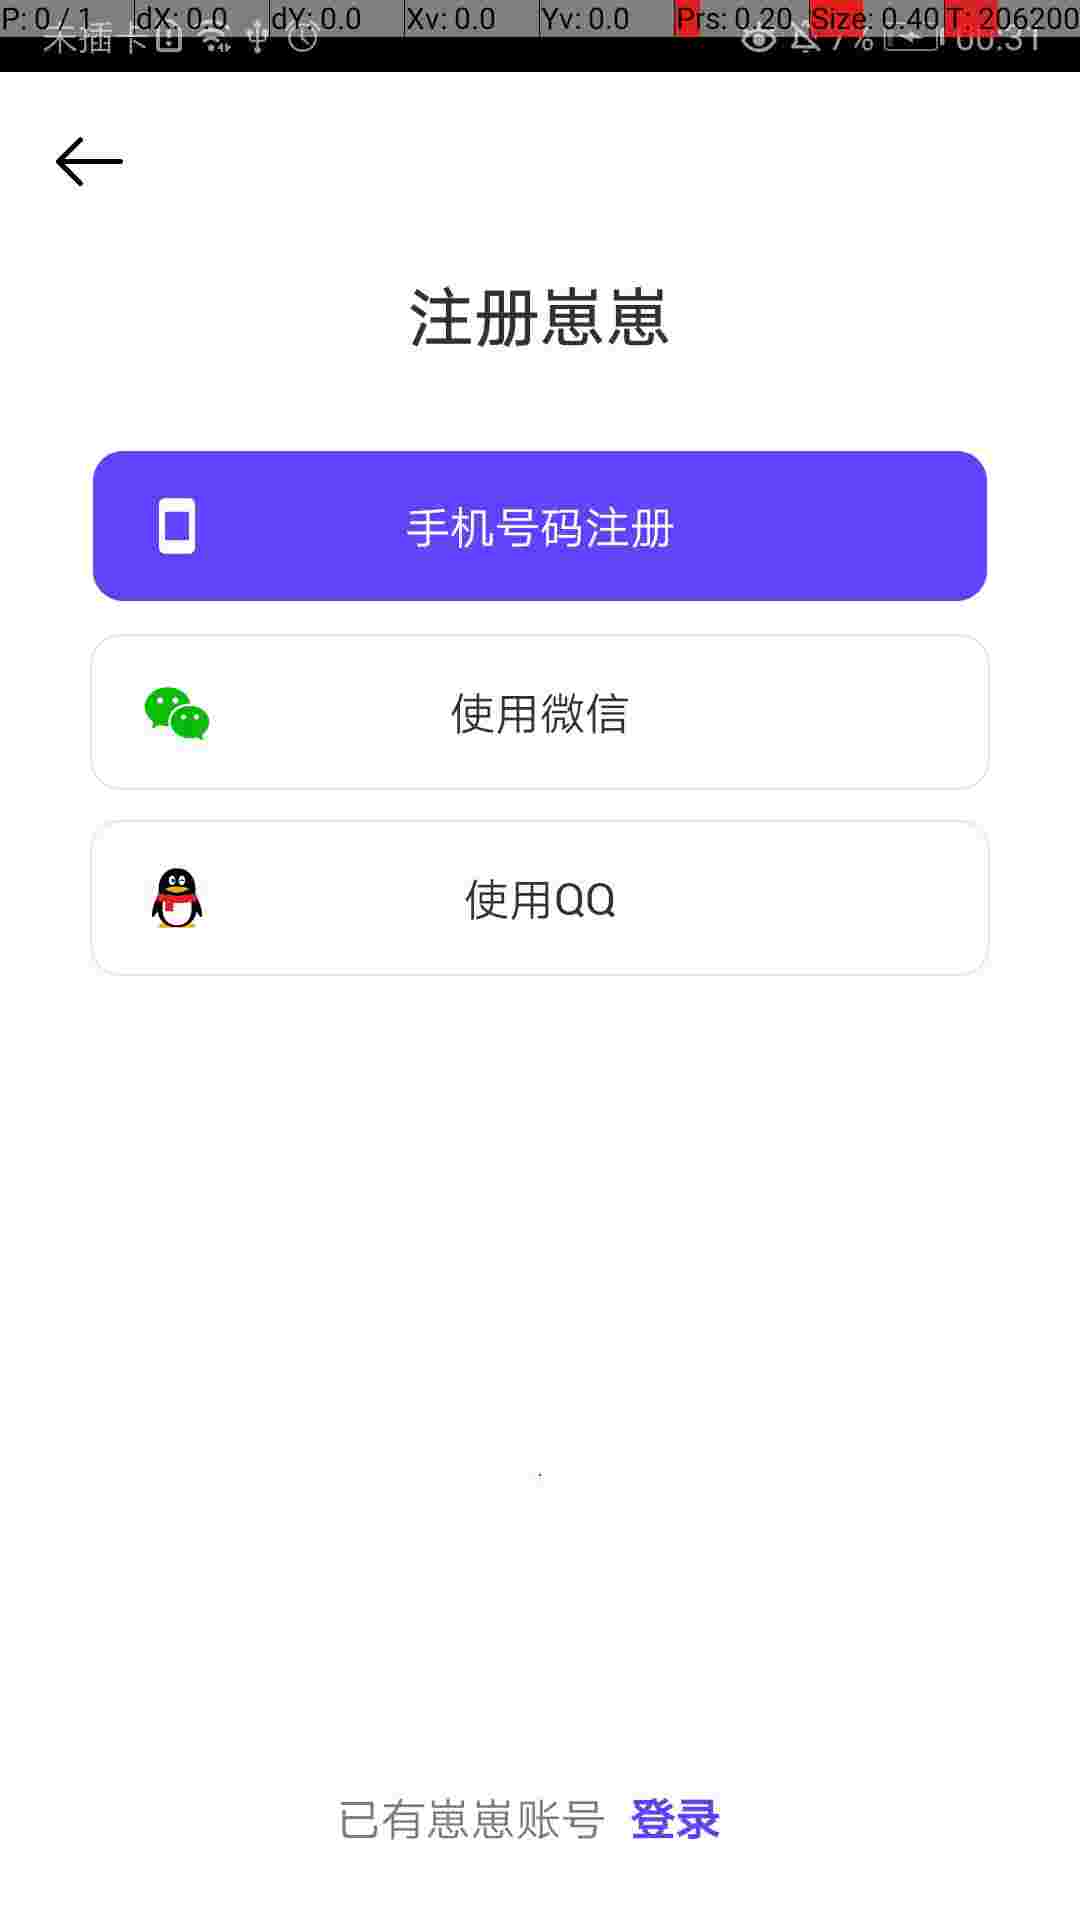 P: 0 / 1 dX: 0.0 dY: 0.0 Xv: 0.0 Yv: 0.0 Prs: 0.20 Size: 0.40 T: 206200
未插卡 7% 00:31
注册崽崽
手机号码注册
使用微信
使用QQ
已有崽崽账号 登录